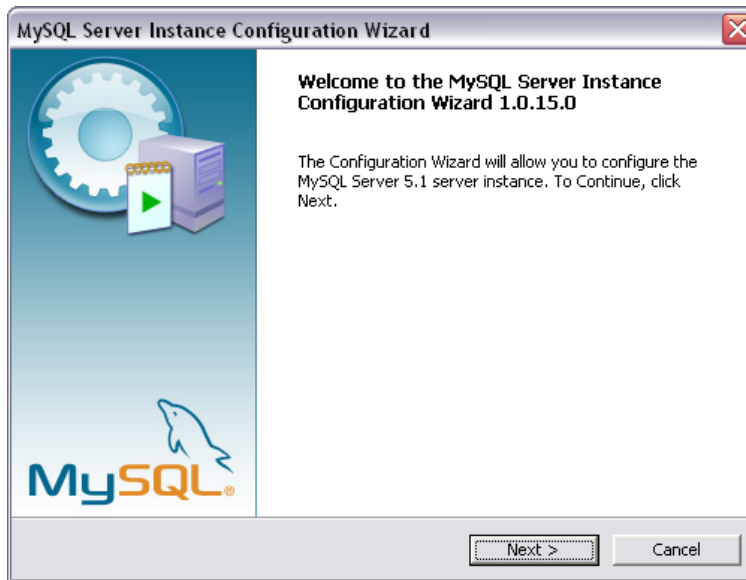 MySQL Server Instance Configuration Wizard
Welcome to the MySQL Server Instance
Configuration Wizard 1.0.15.0
The Configuration Wizard will allow you to configure the
MySQL Server 5.1 server instance. To Continue, click
Next.
MySQL®
Next >
Cancel